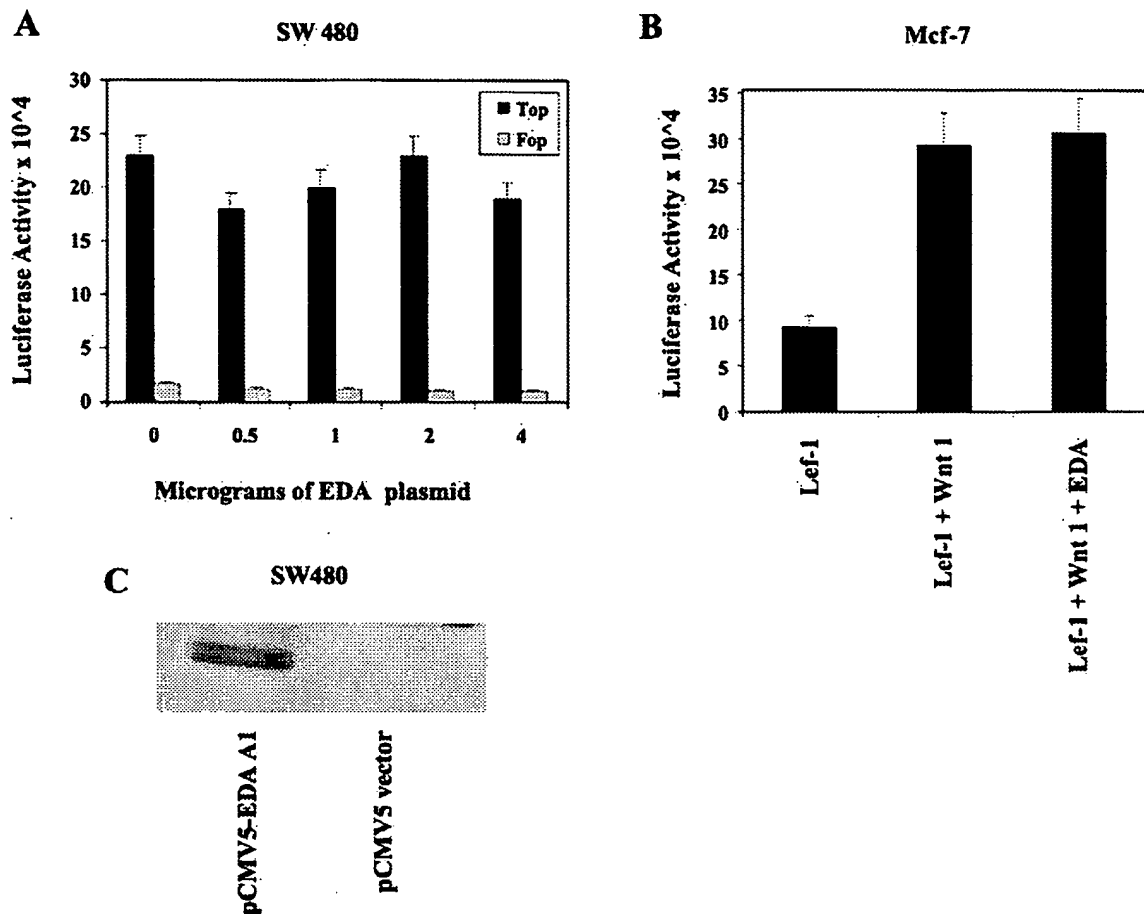 A
SW 480
Luciferase Activity x 10^4
30
25
20
15
10
5
0
Top
Fop
0 0.5 1 2 4
Micrograms of EDA plasmid
B
Mcf-7
Luciferase Activity x 10^4
35
30
25
20
15
10
5
0
Lef-1
Lef-1 + Wnt 1
Lef-1 + Wnt 1 + EDA
C
SW480
pCMV5-EDA A1
pCMV5 vector